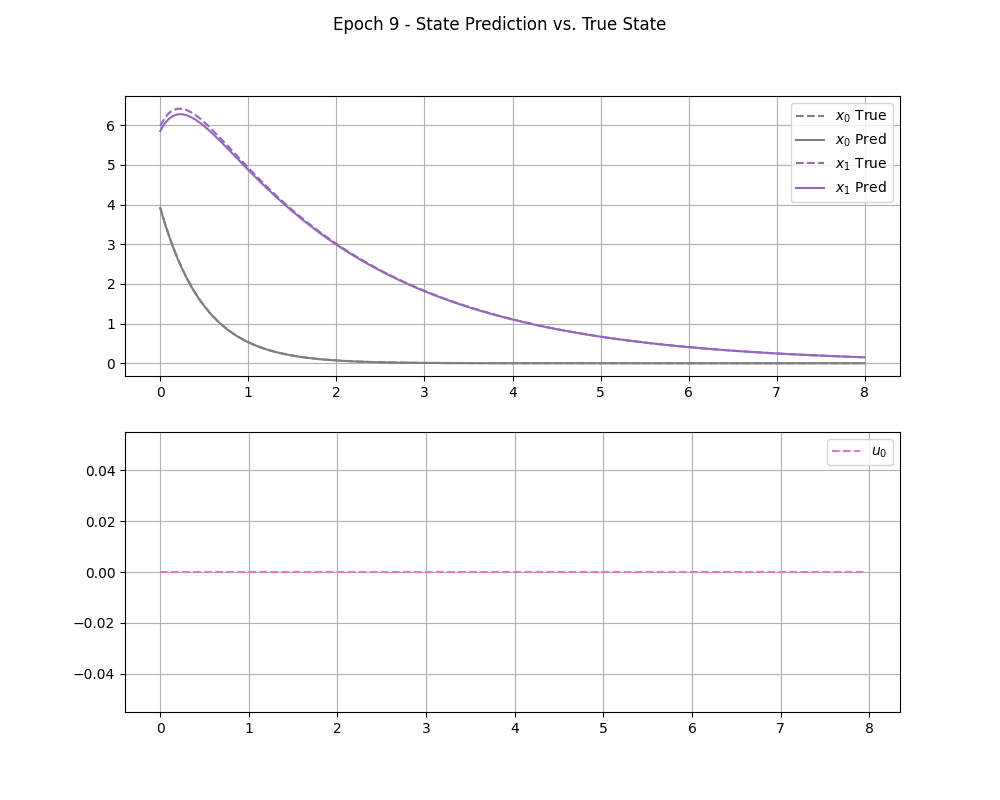 Epoch 9 - State Prediction vs. True State
6
5
4
3
2
1
0
x₀ True
x₀ Pred
x₁ True
x₁ Pred
0 1 2 3 4 5 6 7 8
0.04
0.02
0.00
−0.02
−0.04
u₀
0 1 2 3 4 5 6 7 8